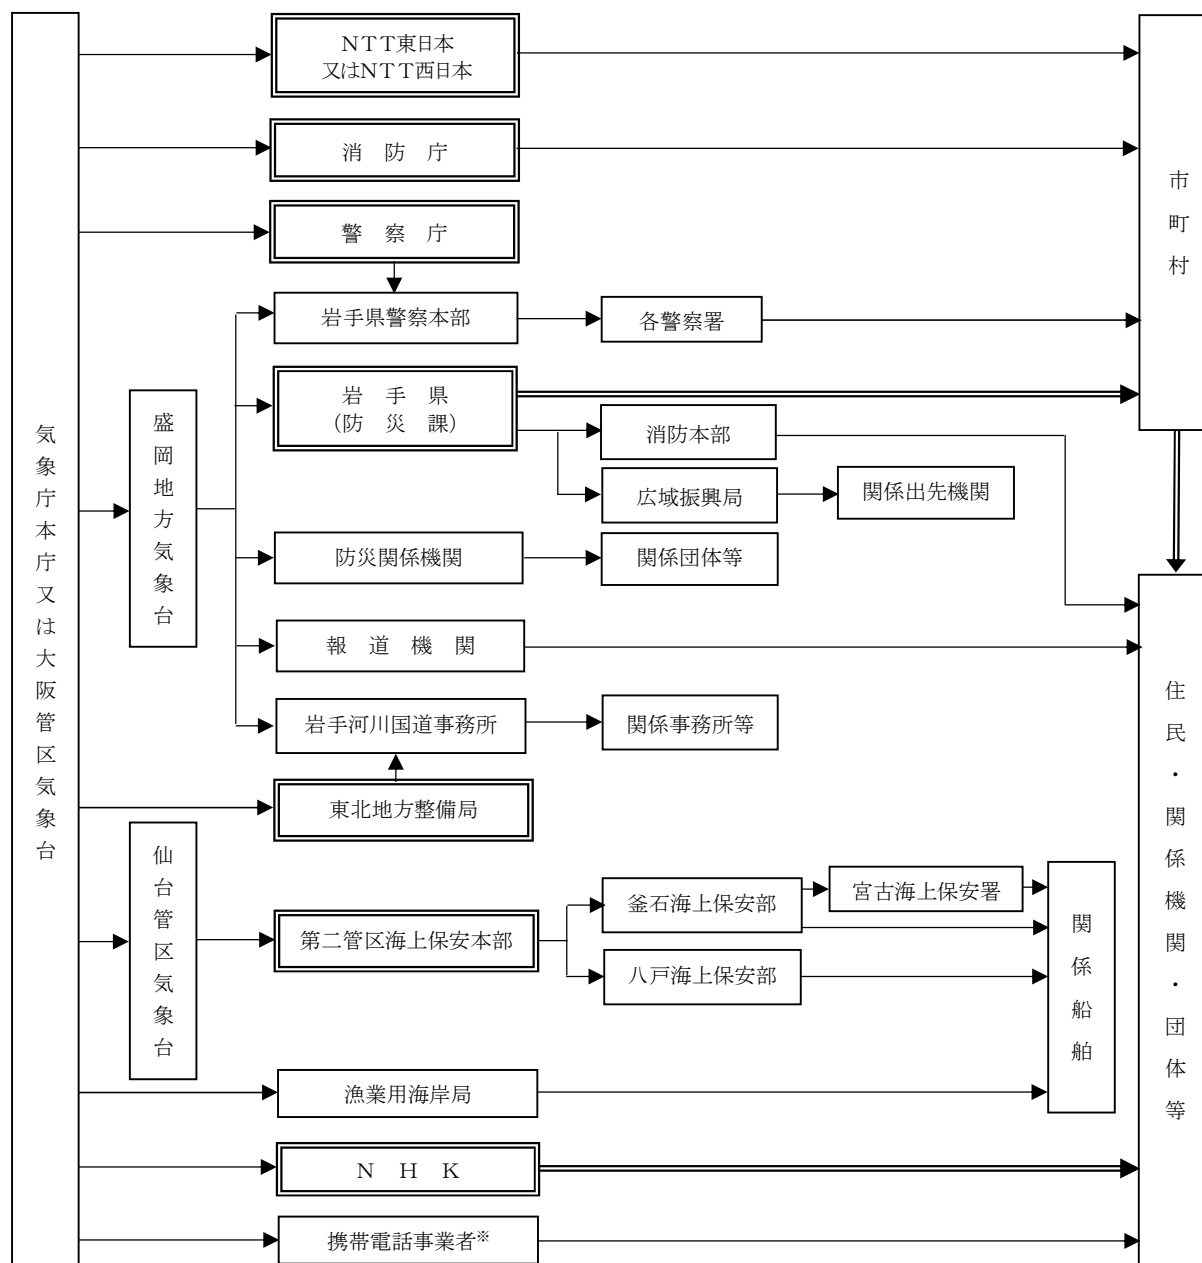 気象庁本庁又は大阪管区気象台
NTT東日本
又はNTT西日本
消防庁
警察庁
岩手県警察本部
各警察署
市町村
盛岡地方気象台
岩手県
（防災課）
消防本部
広域振興局
関係出先機関
防災関係機関
関係団体等
報道機関
岩手河川国道事務所
関係事務所等
東北地方整備局
仙台管区気象台
第二管区海上保安本部
釜石海上保安部
宮古海上保安署
八戸海上保安部
関係船舶
漁業用海岸局
NHK
携帯電話事業者※
住民・関係機関・団体等